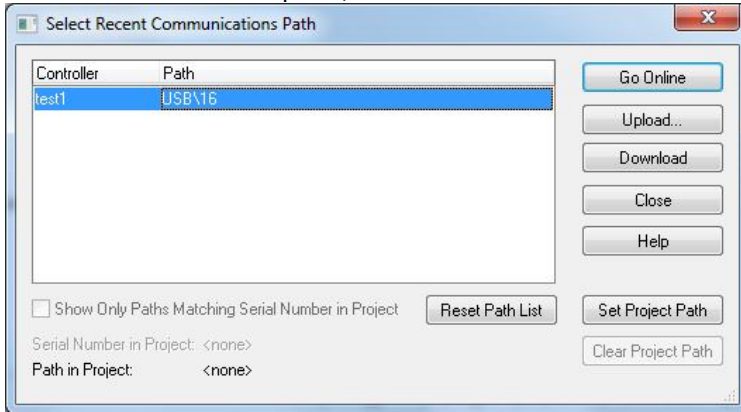 Select Recent Communications Path
Controller Path
test1 USB\16
Go Online
Upload...
Download
Close
Help
Show Only Paths Matching Serial Number in Project
Reset Path List
Set Project Path
Serial Number in Project: <none>
Clear Project Path
Path in Project: <none>